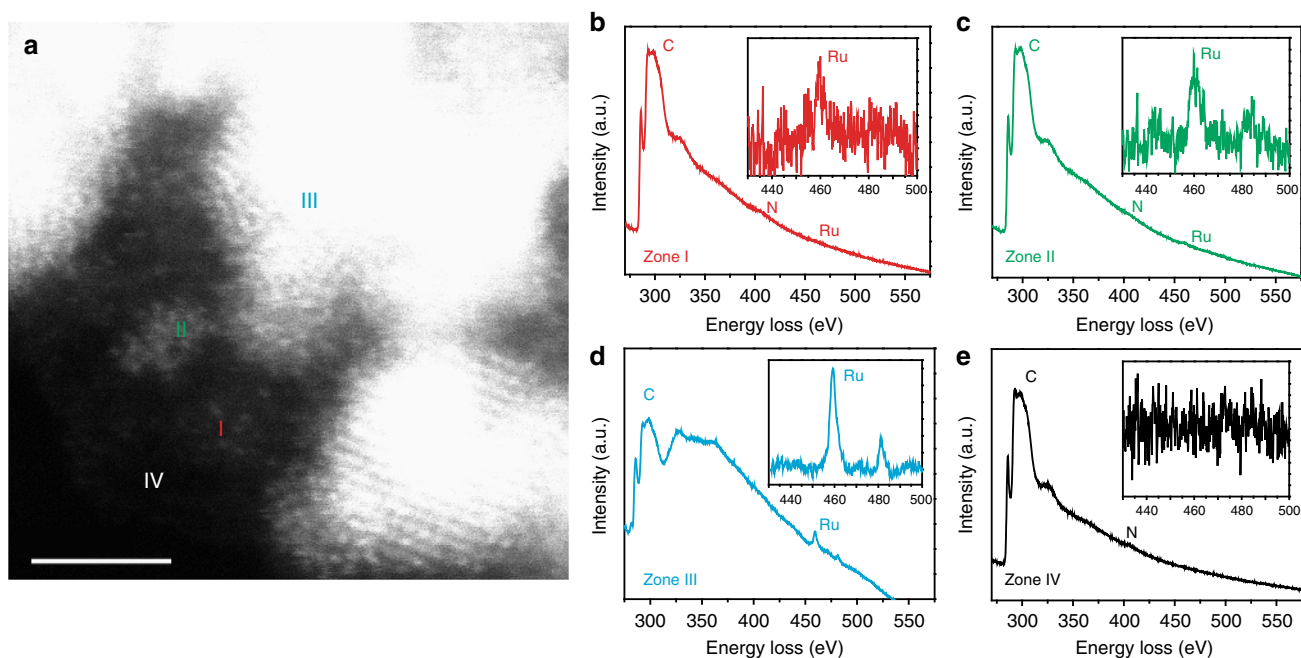 a
III
II
I
IV
b
Intensity (a.u.)
C
N
Ru
Zone I
Ru
440 460 480 500
300 350 400 450 500 550
Energy loss (eV)
c
Intensity (a.u.)
C
N
Ru
Zone II
Ru
440 460 480 500
300 350 400 450 500 550
Energy loss (eV)
d
Intensity (a.u.)
C
Ru
Zone III
Ru
440 460 480 500
300 350 400 450 500 550
Energy loss (eV)
e
Intensity (a.u.)
C
N
Zone IV
440 460 480 500
300 350 400 450 500 550
Energy loss (eV)